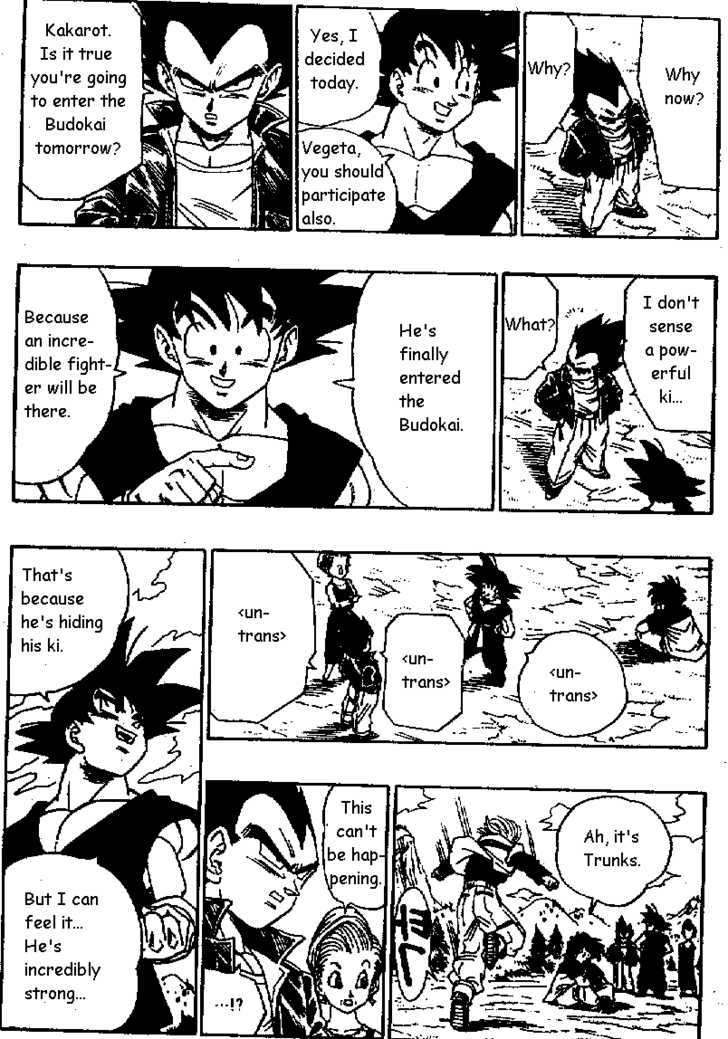 Kakarot.
Is it true
you're going
to enter the
Budokai
tomorrow?
Yes, I
decided
today.
Vegeta,
you should
participate
also.
Why?
Why
now?
Because
an incre-
dible fight-
er will be
there.
He's
finally
entered
the
Budokai.
What?
I don't
sense
a pow-
erful
ki...
That's
because
he's hiding
his ki.
But I can
feel it...
He's
incredibly
strong...
<un-
trans>
<un-
trans>
<un-
trans>
This
can't
be hap-
pening.
...!?
Ah, it's
Trunks.